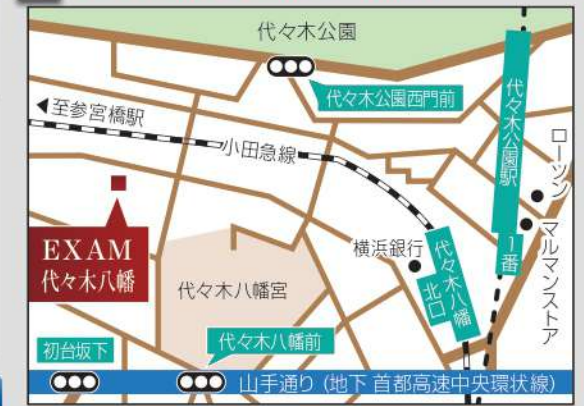 代々木公園
代々木公園西門前
代々木公園駅
1番
ローソン
マルマンストア
◀至参宮橋駅
小田急線
EXAM
代々木八幡
代々木八幡宮
横浜銀行
代々木八幡
北口
初台坂下
代々木八幡前
山手通り (地下 首都高速中央環状線)